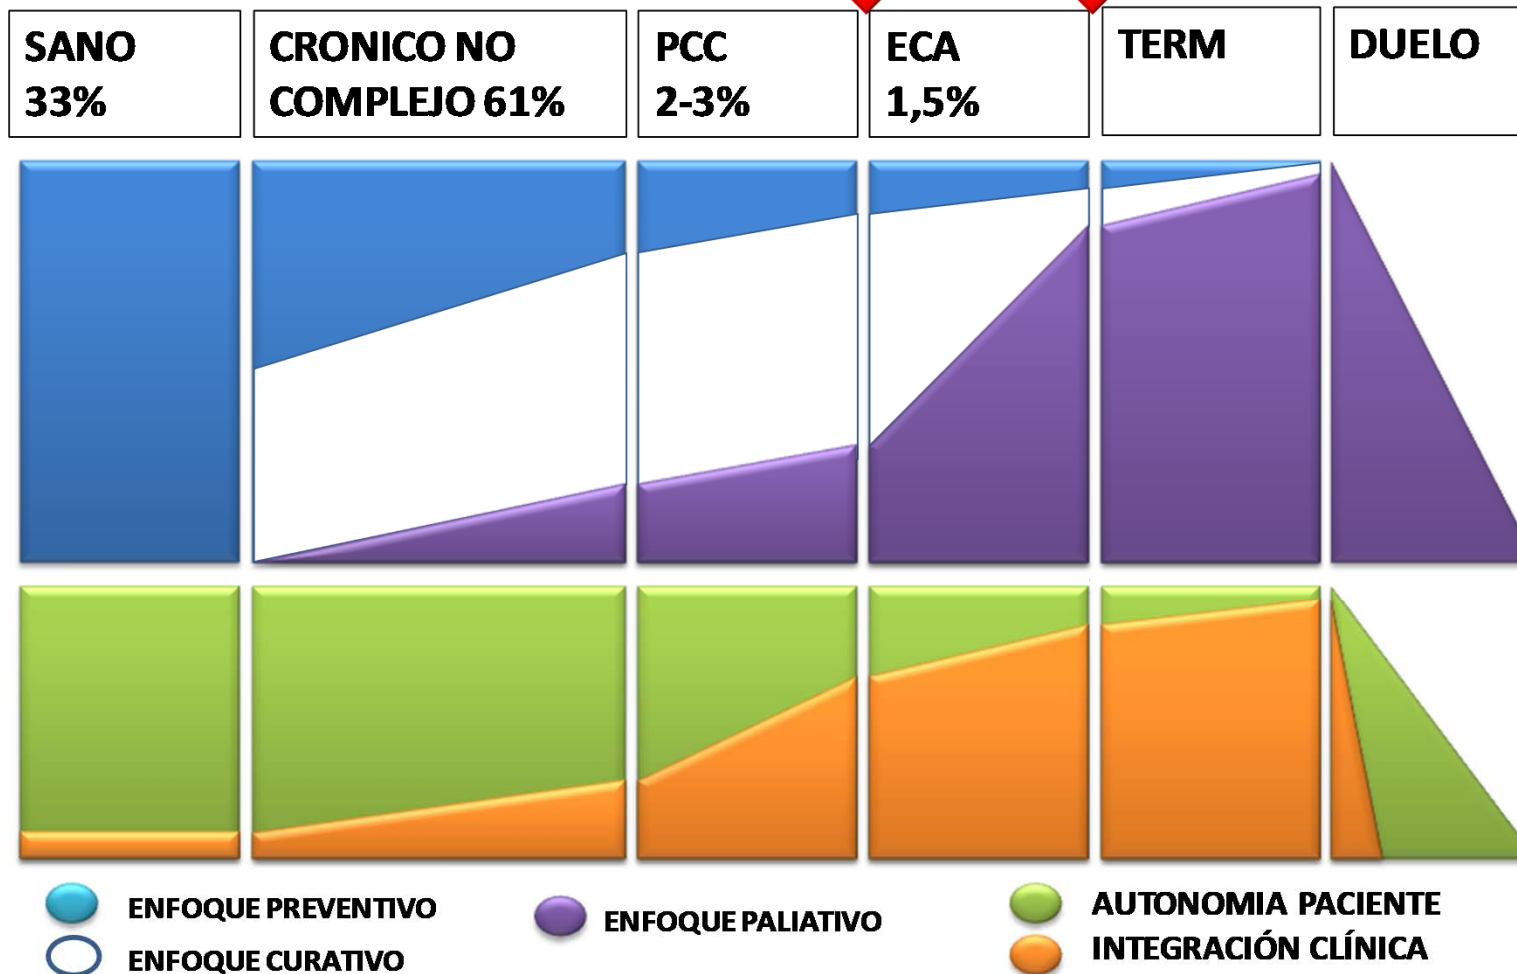 SANO
33%
CRONICO NO
COMPLEJO 61%
PCC
2-3%
ECA
1,5%
TERM
DUELO
ENFOQUE PREVENTIVO
ENFOQUE CURATIVO
ENFOQUE PALIATIVO
AUTONOMIA PACIENTE
INTEGRACIÓN CLÍNICA